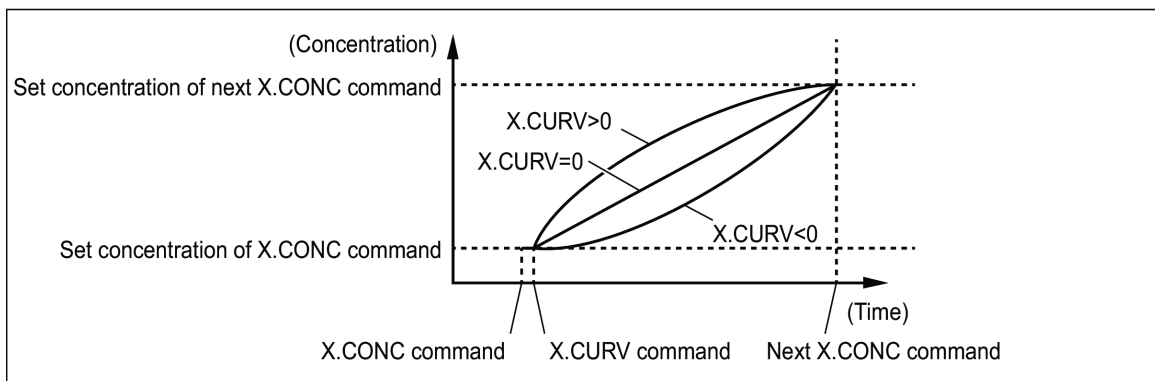 (Concentration)
Set concentration of next X.CONC command
X.CURV>0
X.CURV=0
X.CURV<0
Set concentration of X.CONC command
(Time)
X.CONC command
X.CURV command
Next X.CONC command